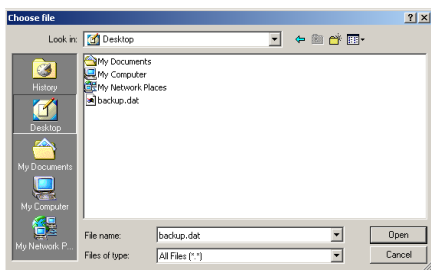 Choose file
Look in: Desktop
History
Desktop
My Documents
My Computer
My Network P...
My Documents
My Computer
My Network Places
backup.dat
File name: backup.dat Open
Files of type: All Files (*.*) Cancel